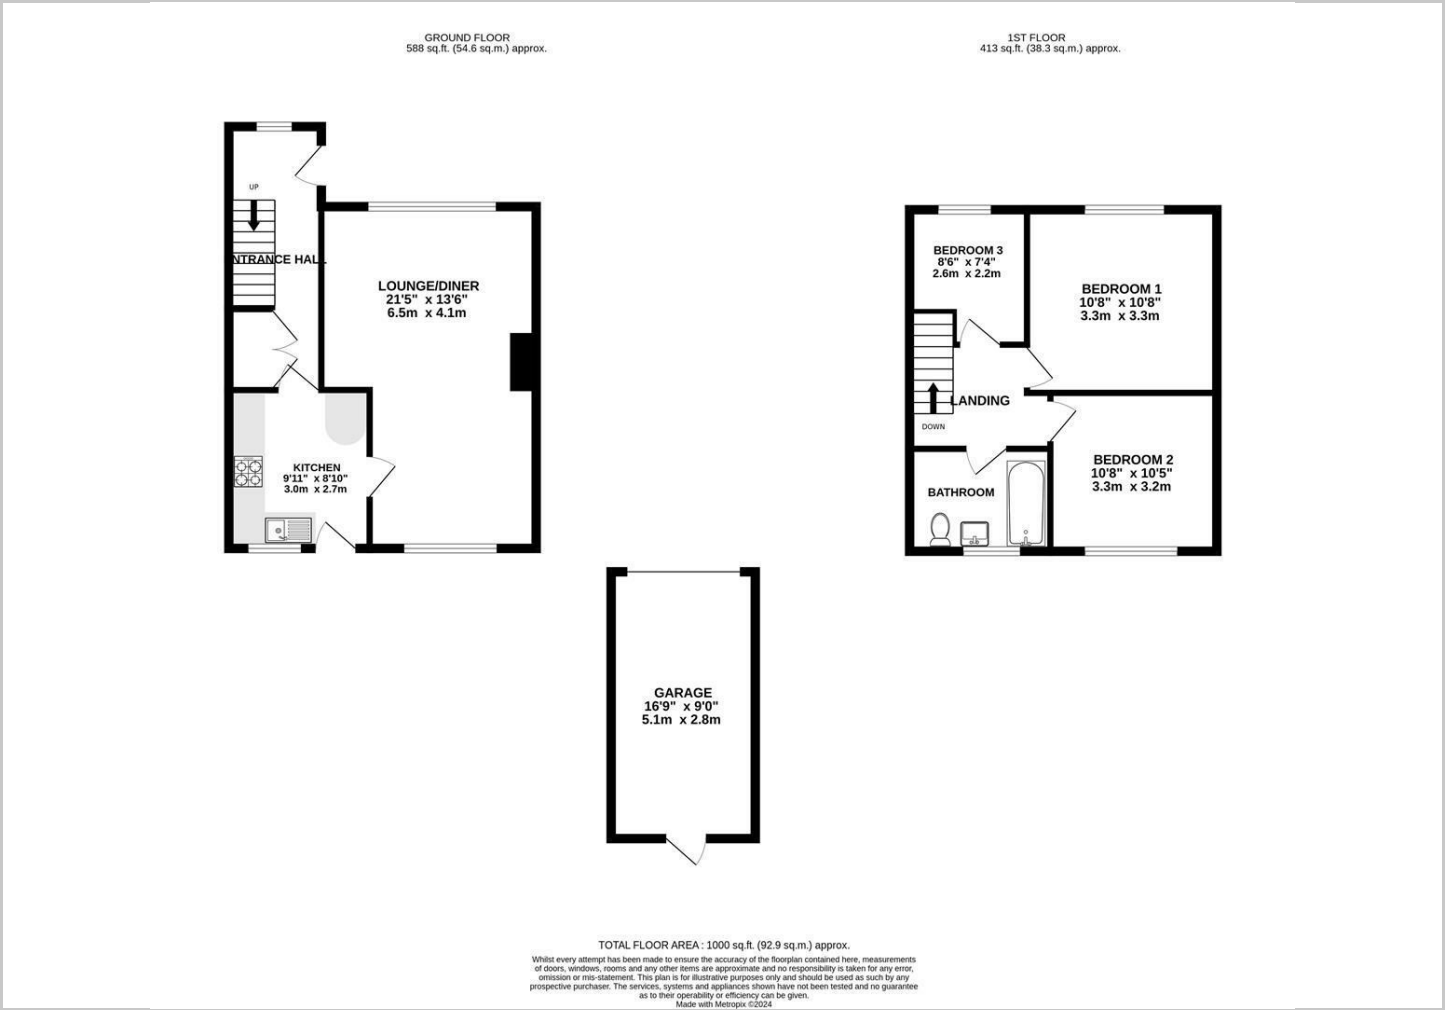 GROUND FLOOR
588 sq.ft. (54.6 sq.m.) approx.
1ST FLOOR
413 sq.ft. (38.3 sq.m.) approx.
UP
NTRANCE HALL
LOUNGE/DINER
21'5" x 13'6"
6.5m x 4.1m
KITCHEN
9'11" x 8'10"
3.0m x 2.7m
BEDROOM 3
8'6" x 7'4"
2.6m x 2.2m
BEDROOM 1
10'8" x 10'8"
3.3m x 3.3m
LANDING
DOWN
BEDROOM 2
10'8" x 10'5"
3.3m x 3.2m
BATHROOM
GARAGE
16'9" x 9'0"
5.1m x 2.8m
TOTAL FLOOR AREA : 1000 sq.ft. (92.9 sq.m.) approx.
Whilst every attempt has been made to ensure the accuracy of the floorplan contained here, measurements
of doors, windows, rooms and any other items are approximate and no responsibility is taken for any error,
omission or mis-statement. This plan is for illustrative purposes only and should be used as such by any
prospective purchaser. The services, systems and appliances shown have not been tested and no guarantee
as to their operability or efficiency can be given.
Made with Metropix ©2024